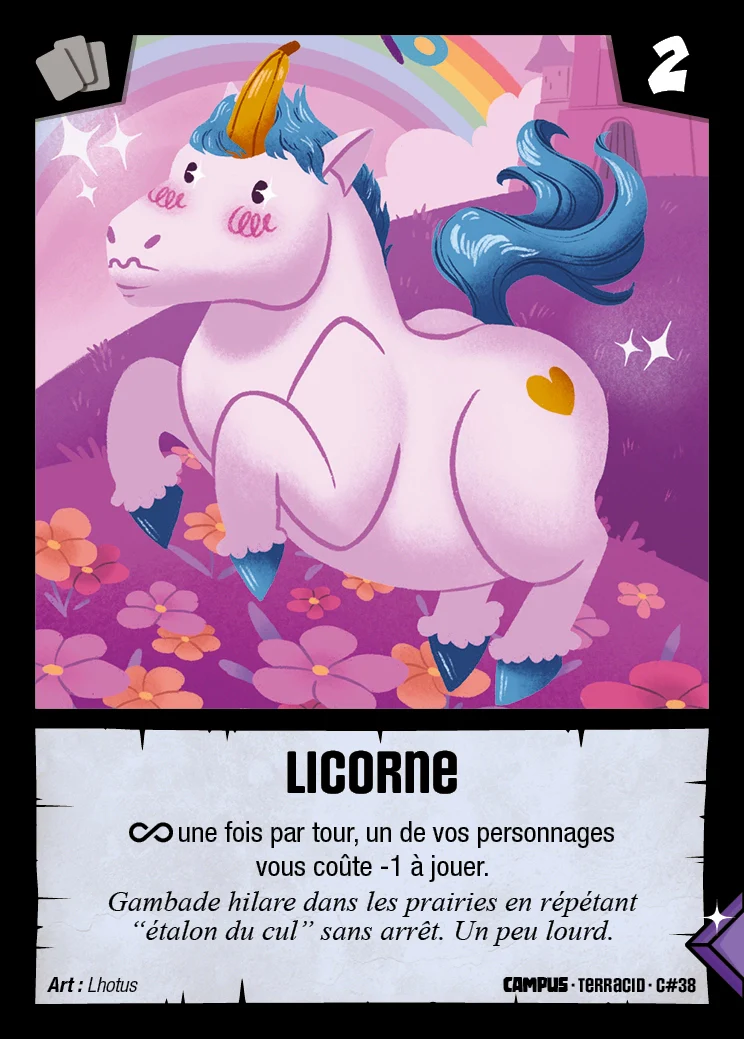 2
LICORNE
∞ une fois par tour, un de vos personnages
vous coûte -1 à jouer.
Gambade hilare dans les prairies en répétant
“étalon du cul” sans arrêt. Un peu lourd.
Art : Lhotus
CAMPUS · TERRACID · C#38